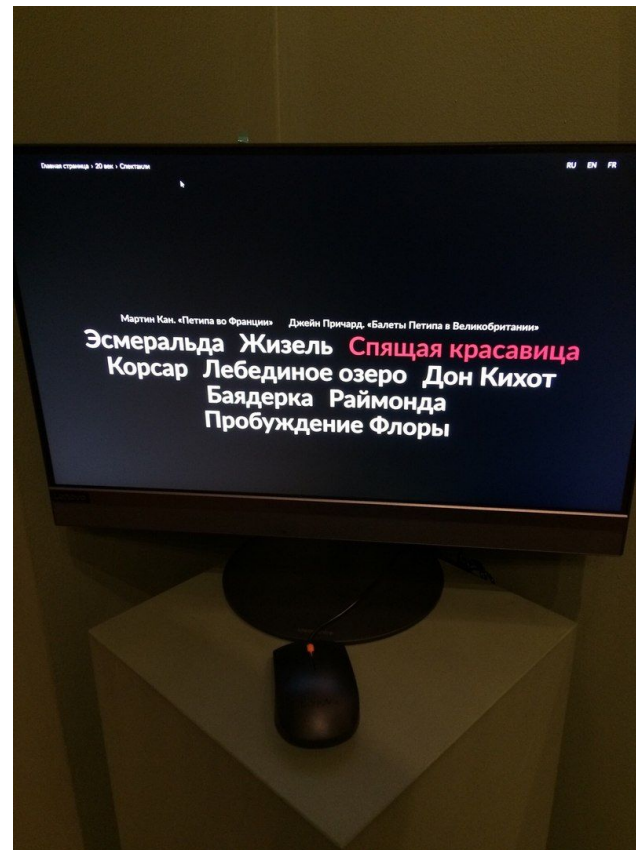 Главная страница › 20 век › Спектакли
RU EN FR
Мартин Кан. «Петипа во Франции» Джейн Причард. «Балеты Петипа в Великобритании»
Эсмеральда Жизель Спящая красавица
Корсар Лебединое озеро Дон Кихот
Баядерка Раймонда
Пробуждение Флоры